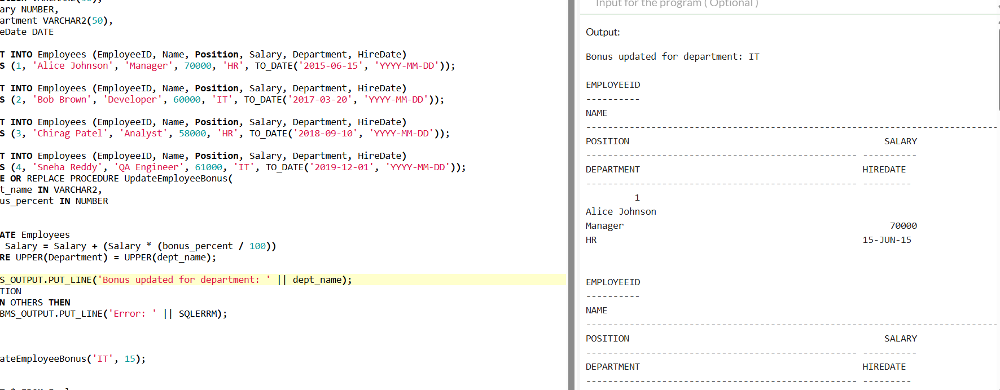 ary NUMBER,
artment VARCHAR2(50),
eDate DATE
T INTO Employees (EmployeeID, Name, Position, Salary, Department, HireDate)
S (1, 'Alice Johnson', 'Manager', 70000, 'HR', TO_DATE('2015-06-15', 'YYYY-MM-DD'));
T INTO Employees (EmployeeID, Name, Position, Salary, Department, HireDate)
S (2, 'Bob Brown', 'Developer', 60000, 'IT', TO_DATE('2017-03-20', 'YYYY-MM-DD'));
T INTO Employees (EmployeeID, Name, Position, Salary, Department, HireDate)
S (3, 'Chirag Patel', 'Analyst', 58000, 'HR', TO_DATE('2018-09-10', 'YYYY-MM-DD'));
T INTO Employees (EmployeeID, Name, Position, Salary, Department, HireDate)
S (4, 'Sneha Reddy', 'QA Engineer', 61000, 'IT', TO_DATE('2019-12-01', 'YYYY-MM-DD'));
E OR REPLACE PROCEDURE UpdateEmployeeBonus(
t_name IN VARCHAR2,
us_percent IN NUMBER
ATE Employees
Salary = Salary + (Salary * (bonus_percent / 100))
RE UPPER(Department) = UPPER(dept_name);
S_OUTPUT.PUT_LINE('Bonus updated for department: ' || dept_name);
TION
N OTHERS THEN
BMS_OUTPUT.PUT_LINE('Error: ' || SQLERRM);
ateEmployeeBonus('IT', 15);
Input for the program ( Optional )
Output:
Bonus updated for department: IT
EMPLOYEEID
----------
NAME
----------------------------------------------------------------------------
POSITION SALARY
-------------------------------------------------- ----------
DEPARTMENT HIREDATE
-------------------------------------------------- ---------
1
Alice Johnson
Manager 70000
HR 15-JUN-15
EMPLOYEEID
----------
NAME
----------------------------------------------------------------------------
POSITION SALARY
-------------------------------------------------- ----------
DEPARTMENT HIREDATE
-------------------------------------------------- ---------